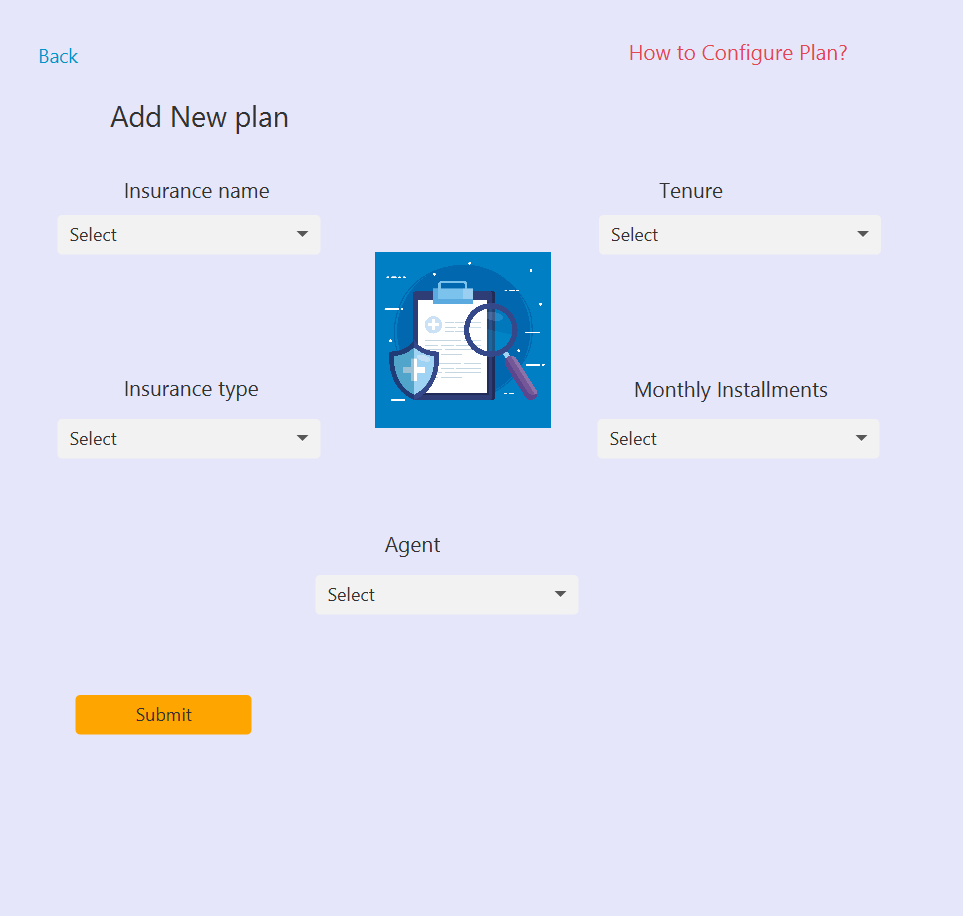 Back
How to Configure Plan?
Add New plan
Insurance name
Tenure
Select
Select
Insurance type
Monthly Installments
Select
Select
Agent
Select
Submit